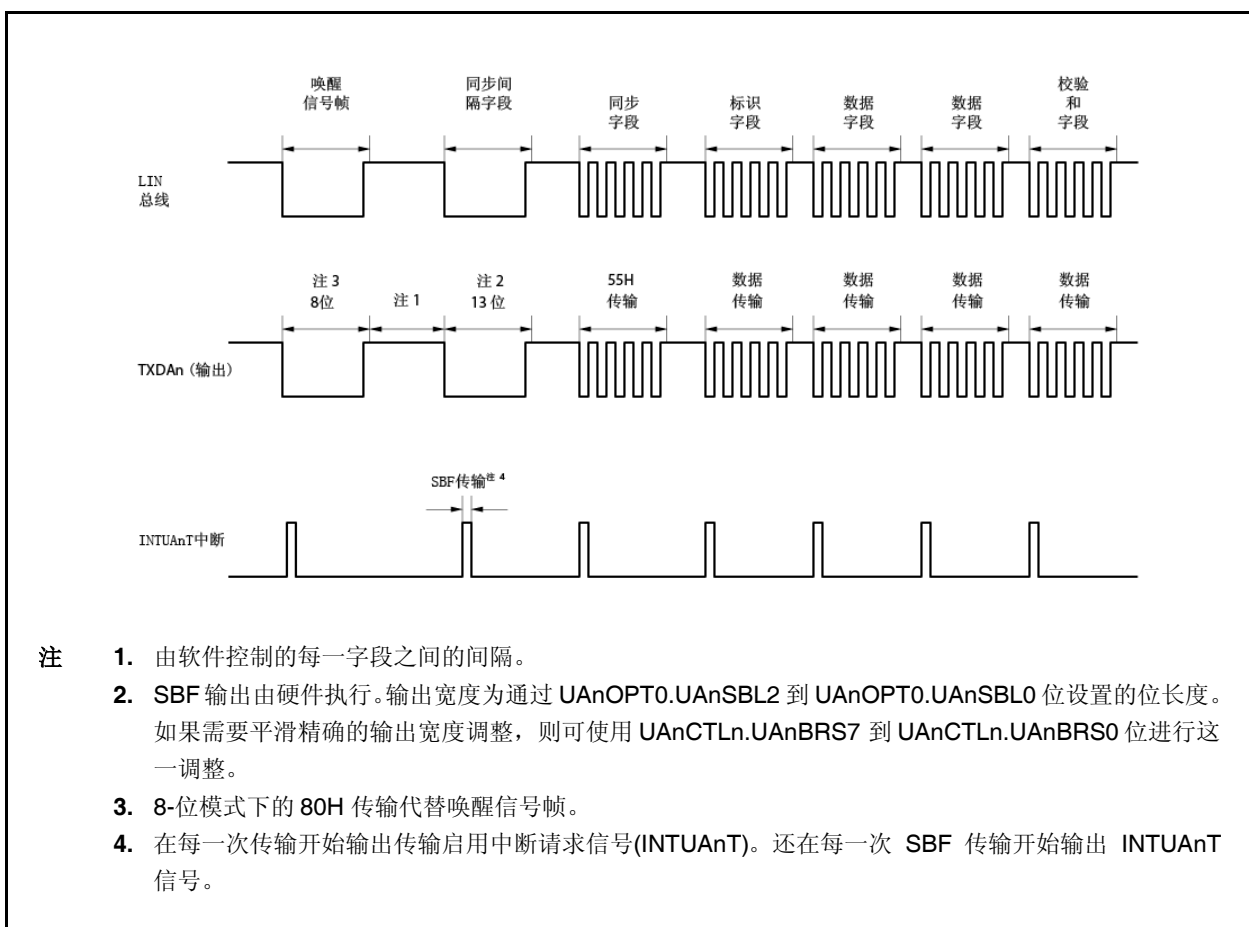 唤醒
信号帧
同步间
隔字段
同步
字段
标识
字段
数据
字段
数据
字段
校验
和
字段
LIN
总线
注 3
8位
注 1
注 2
13 位
55H
传输
数据
传输
数据
传输
数据
传输
数据
传输
TXDAn (输出)
SBF传输注 4
INTUAnT中断
注 1. 由软件控制的每一字段之间的间隔。
2. SBF 输出由硬件执行。输出宽度为通过 UAnOPT0.UAnSBL2 到 UAnOPT0.UAnSBL0 位设置的位长度。
如果需要平滑精确的输出宽度调整，则可使用 UAnCTLn.UAnBRS7 到 UAnCTLn.UAnBRS0 位进行这
一调整。
3. 8-位模式下的 80H 传输代替唤醒信号帧。
4. 在每一次传输开始输出传输启用中断请求信号(INTUAnT)。还在每一次 SBF 传输开始输出 INTUAnT
信号。